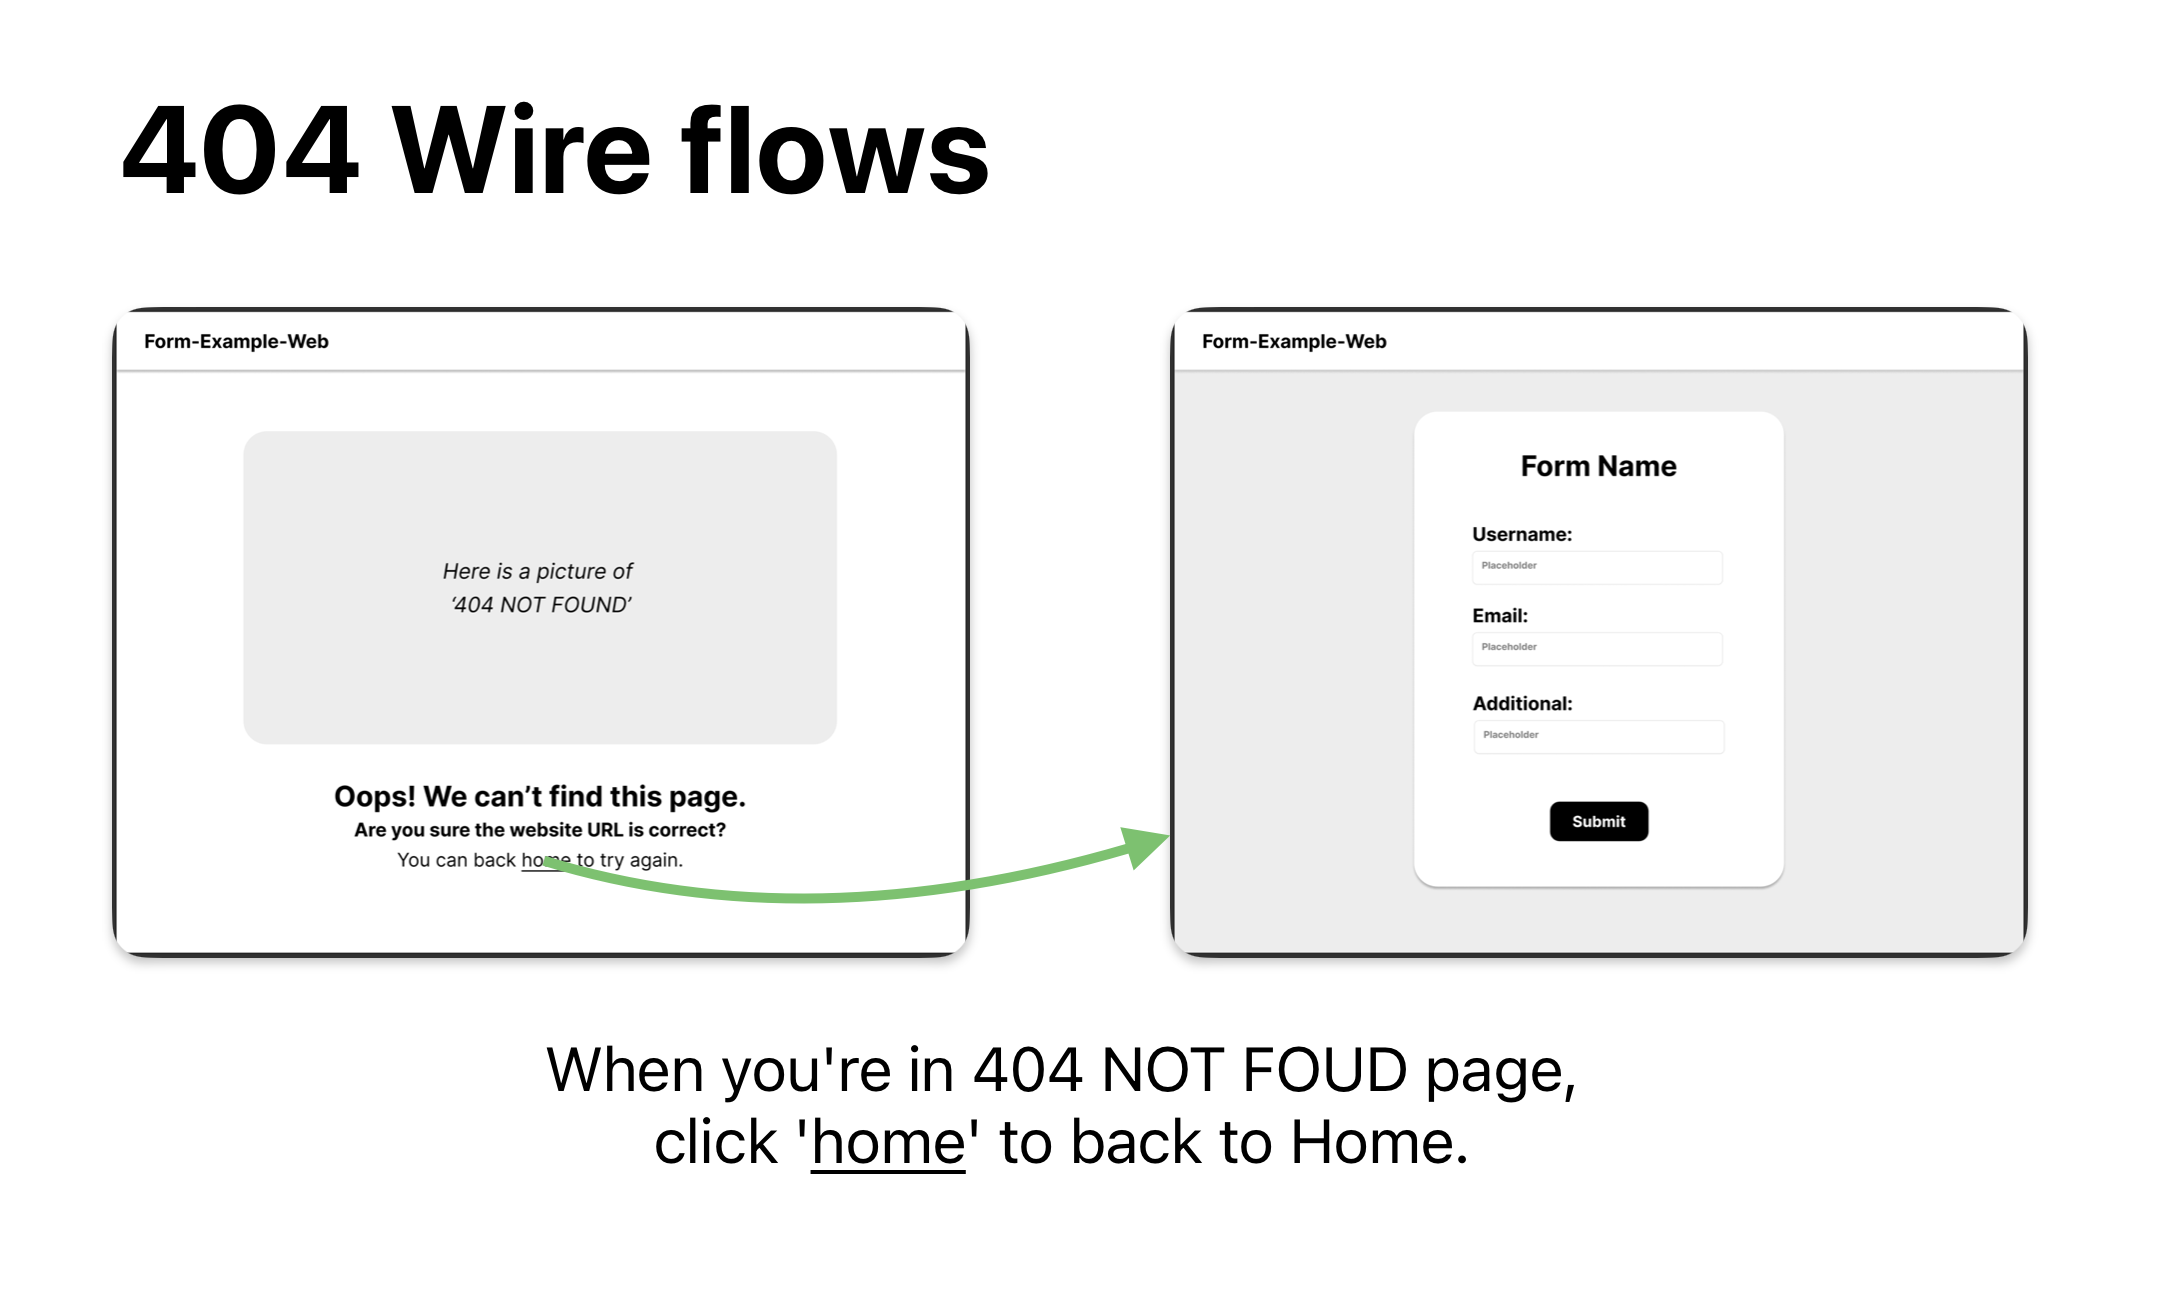 404 Wire flows
Form-Example-Web
Here is a picture of
‘404 NOT FOUND’
Oops! We can’t find this page.
Are you sure the website URL is correct?
You can back home to try again.
Form-Example-Web
Form Name
Username:
Placeholder
Email:
Placeholder
Additional:
Placeholder
Submit
When you're in 404 NOT FOUD page,
click 'home' to back to Home.